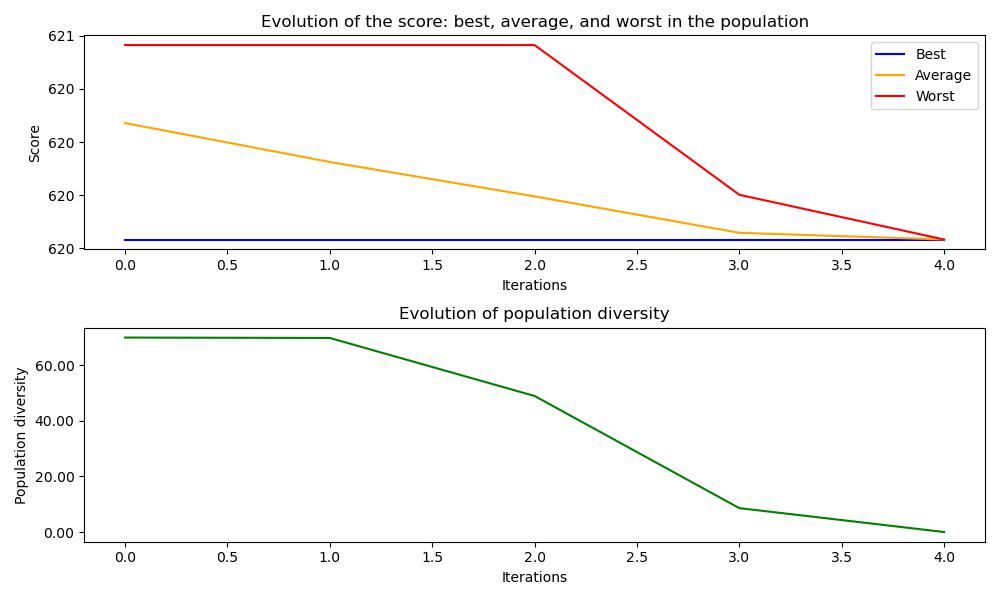 Evolution of the score: best, average, and worst in the population
621
620
620
620
620
Score
Best
Average
Worst
0.0 0.5 1.0 1.5 2.0 2.5 3.0 3.5 4.0
Iterations
Evolution of population diversity
60.00
40.00
20.00
0.00
Population diversity
0.0 0.5 1.0 1.5 2.0 2.5 3.0 3.5 4.0
Iterations